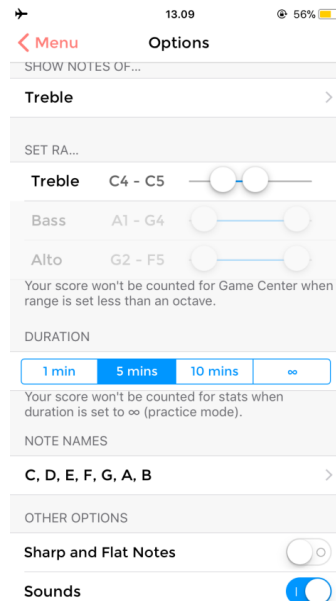 13.09
56%
Menu
Options
SHOW NOTES OF...
Treble
SET RA...
Treble C4 - C5
Bass A1 - G4
Alto G2 - F5
Your score won't be counted for Game Center when
range is set less than an octave.
DURATION
1 min 5 mins 10 mins ∞
Your score won't be counted for stats when
duration is set to ∞ (practice mode).
NOTE NAMES
C, D, E, F, G, A, B
OTHER OPTIONS
Sharp and Flat Notes
Sounds